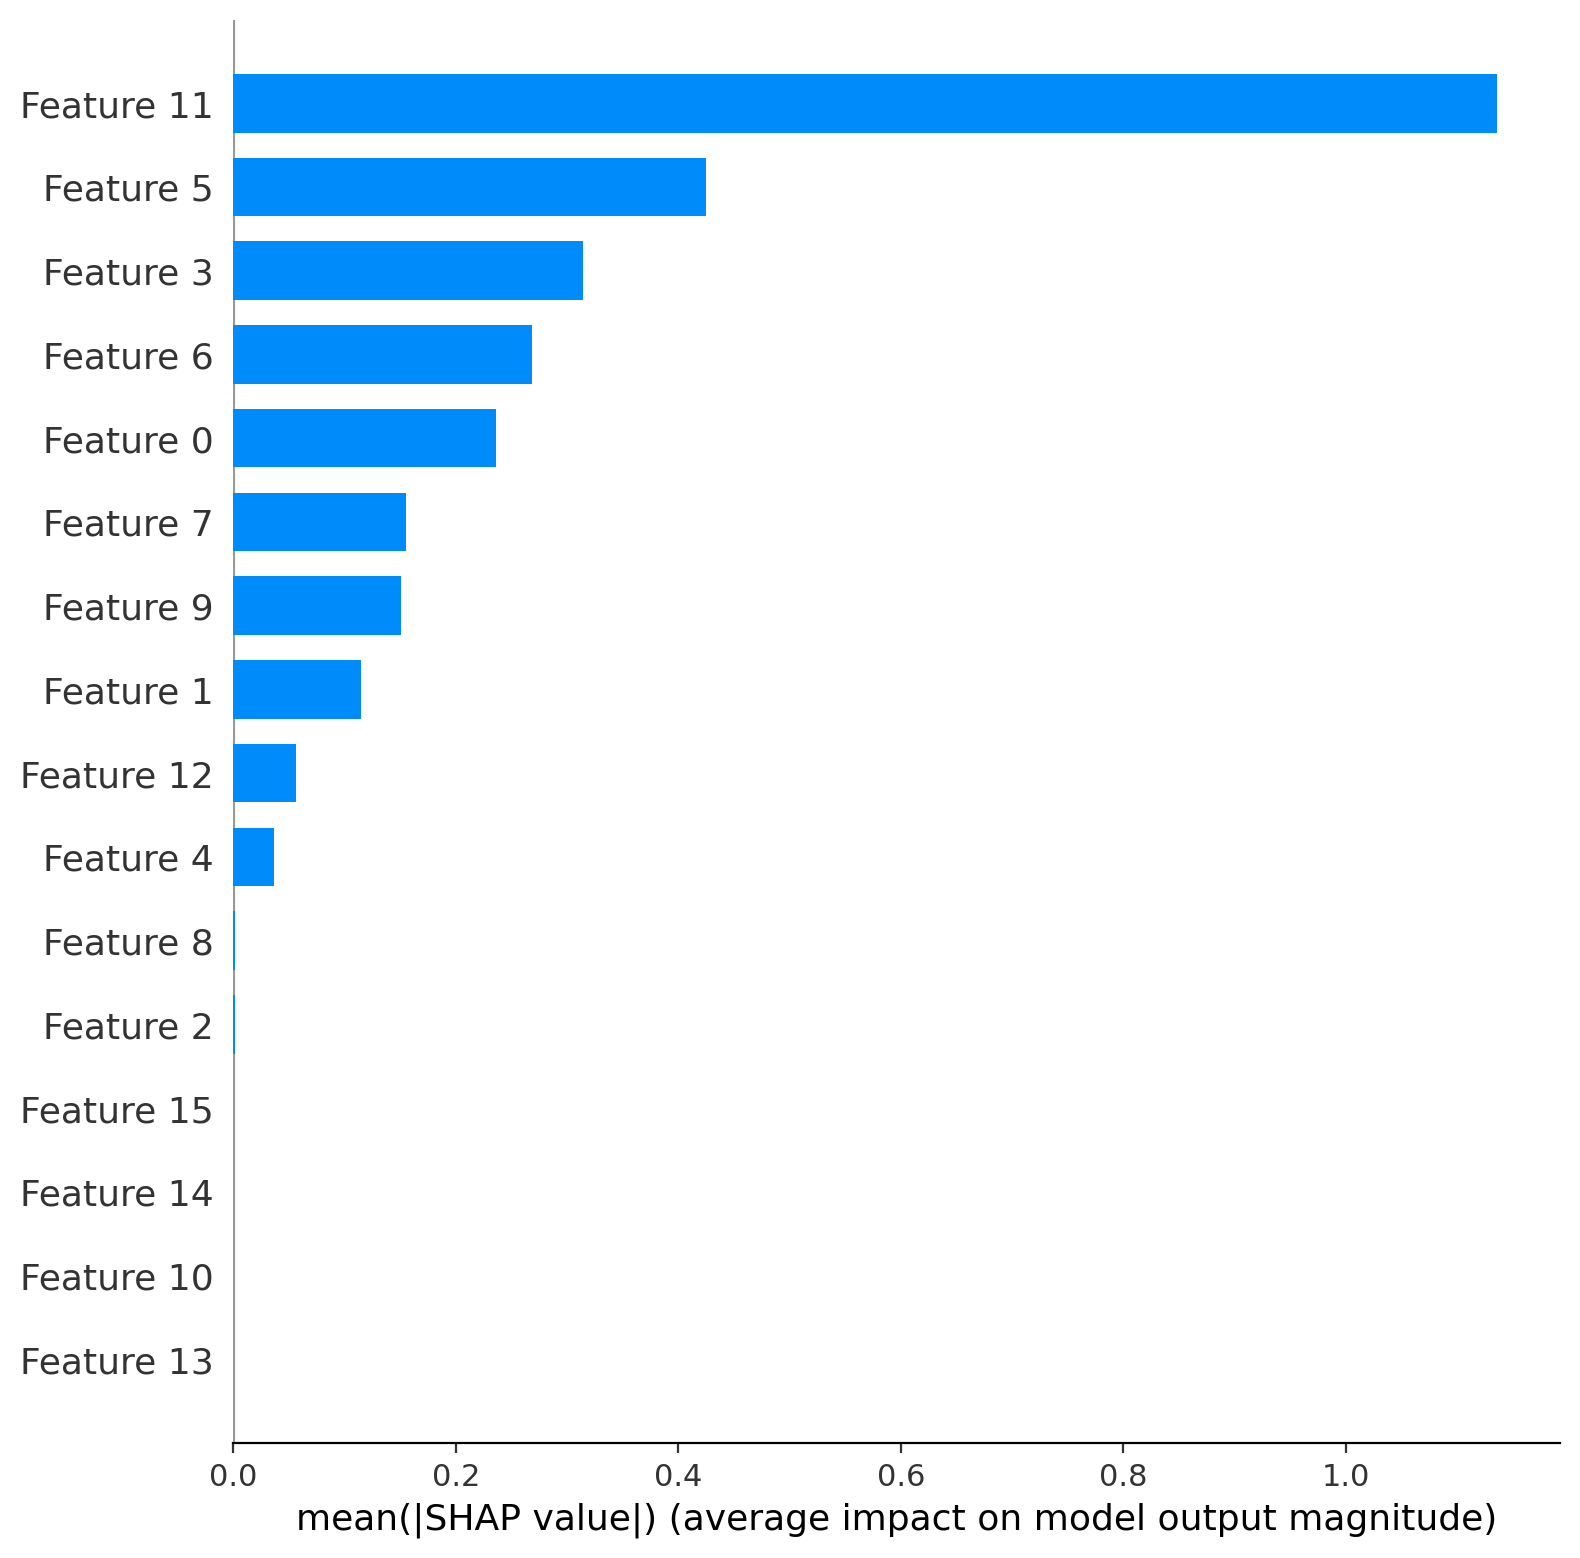 Feature 11
Feature 5
Feature 3
Feature 6
Feature 0
Feature 7
Feature 9
Feature 1
Feature 12
Feature 4
Feature 8
Feature 2
Feature 15
Feature 14
Feature 10
Feature 13
0.0 0.2 0.4 0.6 0.8 1.0
mean(|SHAP value|) (average impact on model output magnitude)